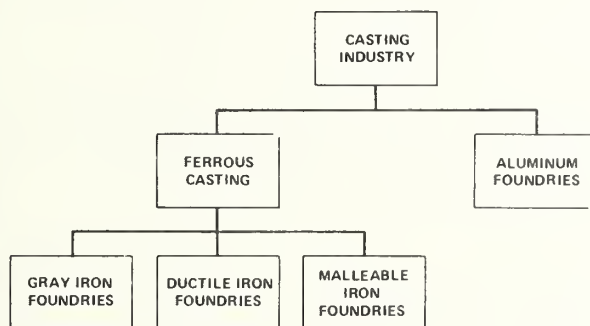 CASTING
INDUSTRY
FERROUS
CASTING
ALUMINUM
FOUNDRIES
GRAY IRON
FOUNDRIES
DUCTILE IRON
FOUNDRIES
MALLEABLE
IRON
FOUNDRIES